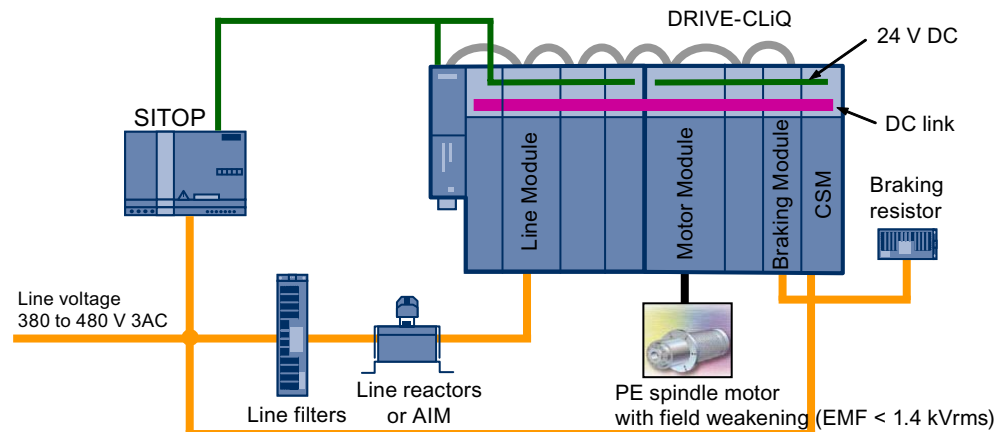 DRIVE-CLiQ
24 V DC
SITOP
DC link
Line Module
Motor Module
Braking Module
CSM
Braking
resistor
Line voltage
380 to 480 V 3AC
Line filters
Line reactors
or AIM
PE spindle motor
with field weakening (EMF < 1.4 kVrms)